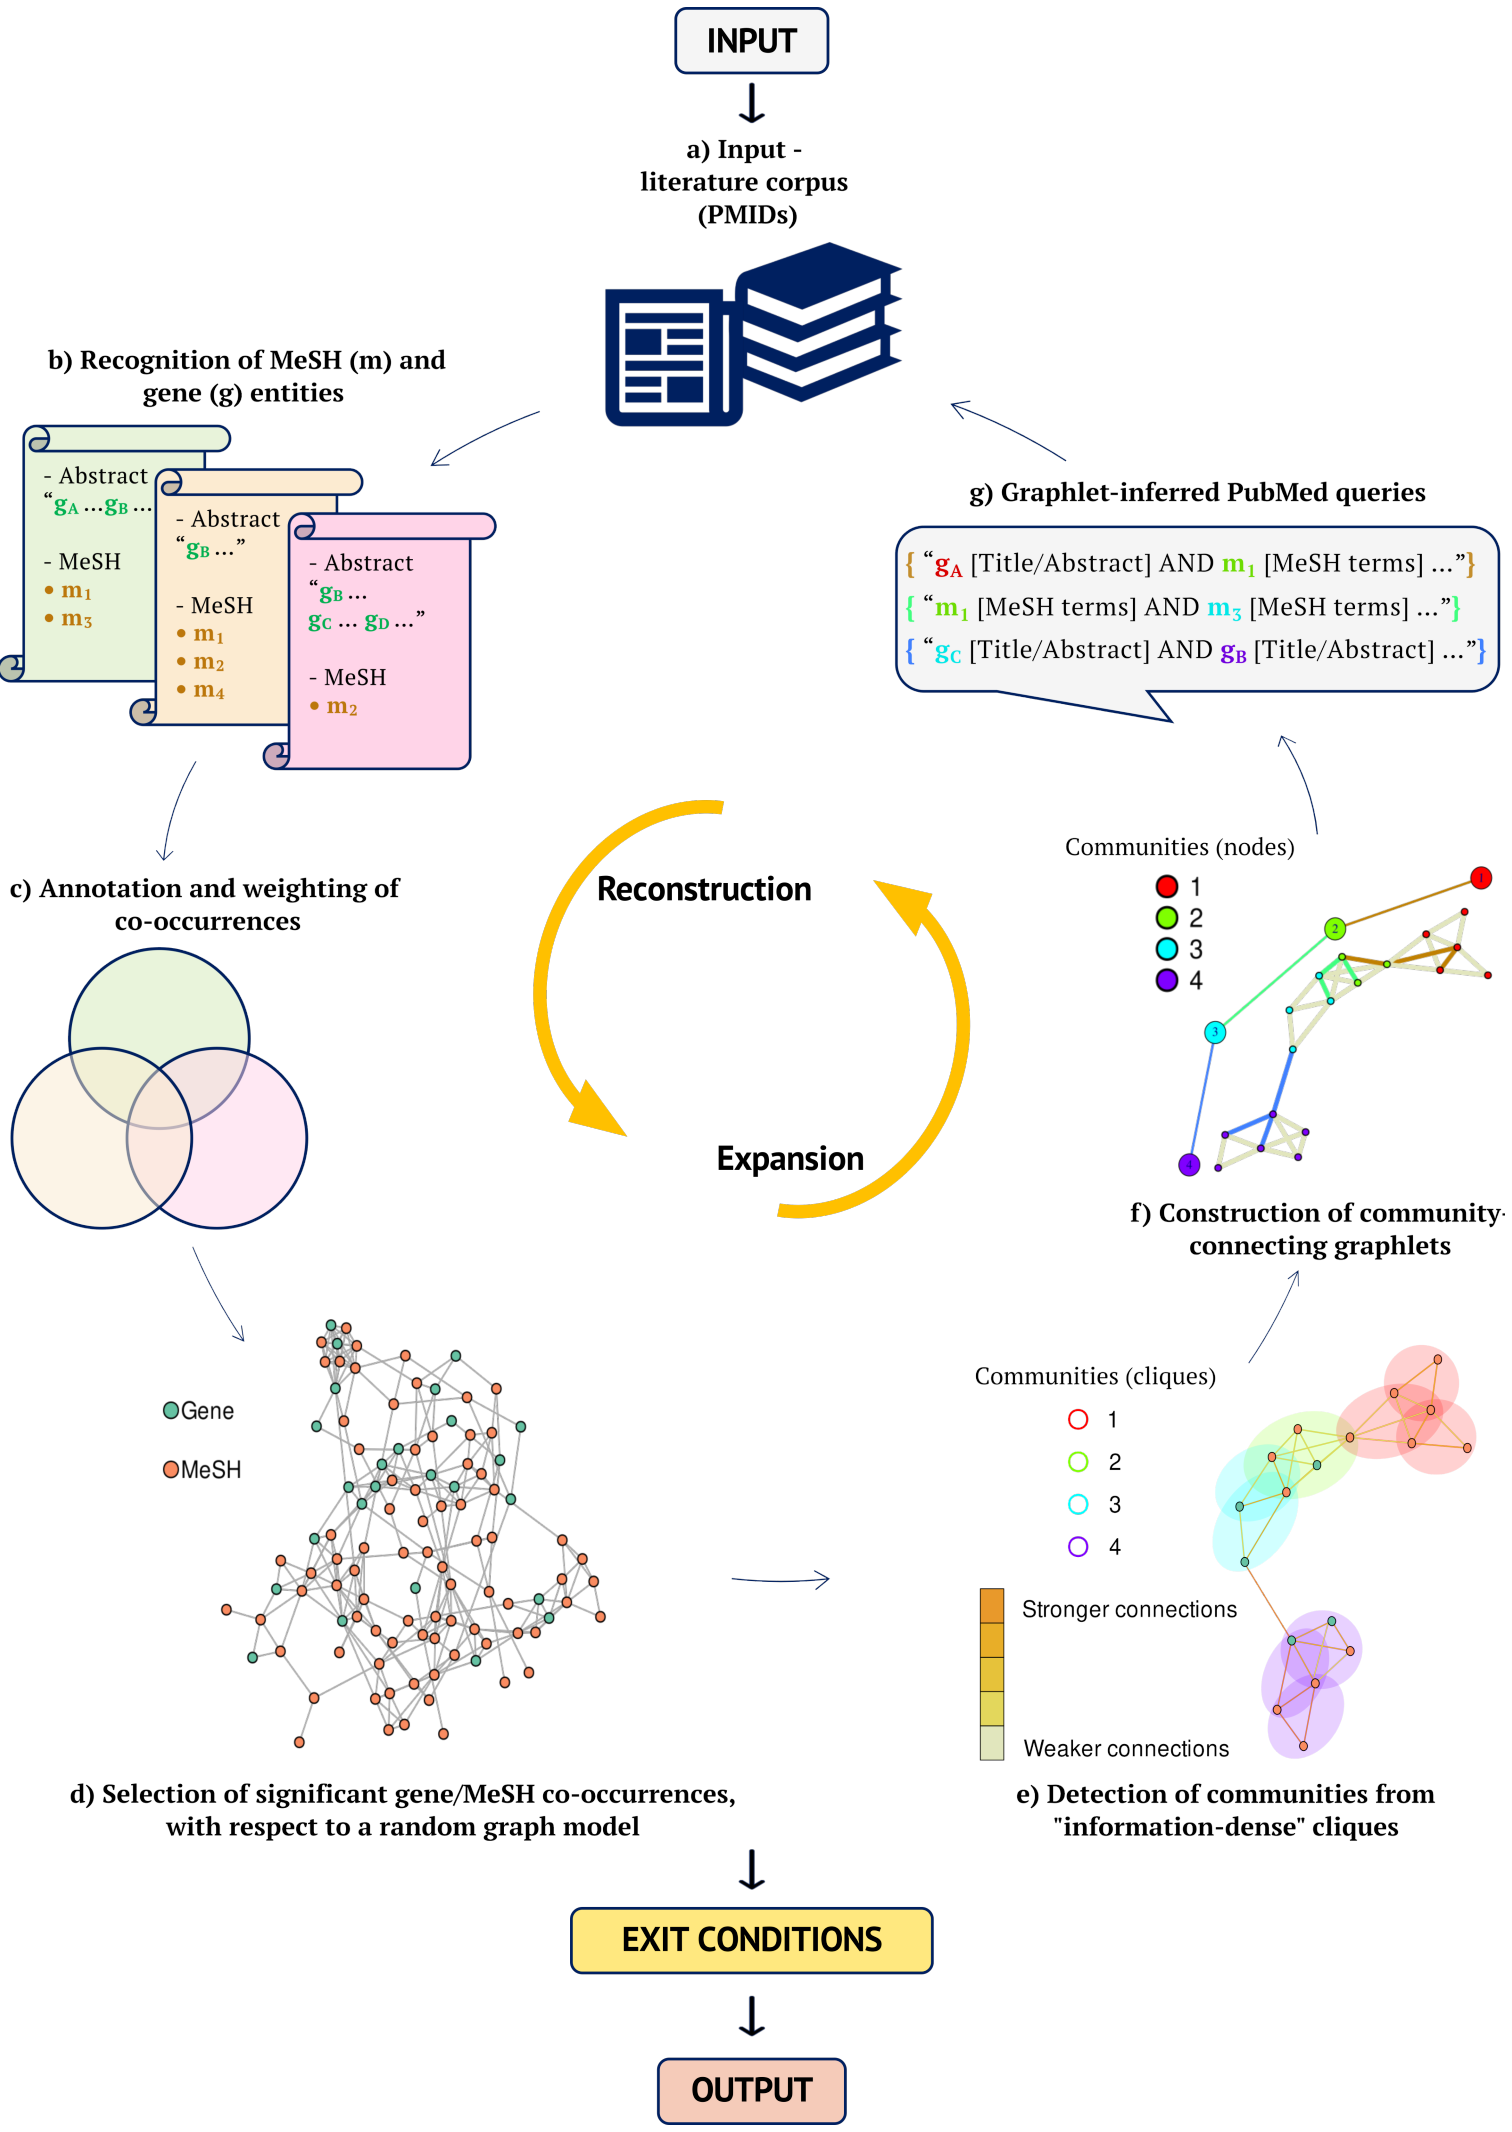 INPUT
a) Input -
literature corpus
(PMIDs)
b) Recognition of MeSH (m) and
gene (g) entities
- Abstract
“gA ...gB ...
- MeSH
• m1
• m3
- Abstract
“gB ...”
- MeSH
• m1
• m2
• m4
- Abstract
“gB ...
gC ... gD ...”
- MeSH
• m2
c) Annotation and weighting of
co-occurrences
Gene
MeSH
d) Selection of significant gene/MeSH co-occurrences,
with respect to a random graph model
Reconstruction
Expansion
g) Graphlet-inferred PubMed queries
{ “gA [Title/Abstract] AND m1 [MeSH terms] ...”}
{ “m1 [MeSH terms] AND m3 [MeSH terms] ...”}
{ “gC [Title/Abstract] AND gB [Title/Abstract] ...”}
Communities (nodes)
1
2
3
4
1
2
3
4
f) Construction of community-
connecting graphlets
Communities (cliques)
1
2
3
4
Stronger connections
Weaker connections
e) Detection of communities from
"information-dense" cliques
EXIT CONDITIONS
OUTPUT